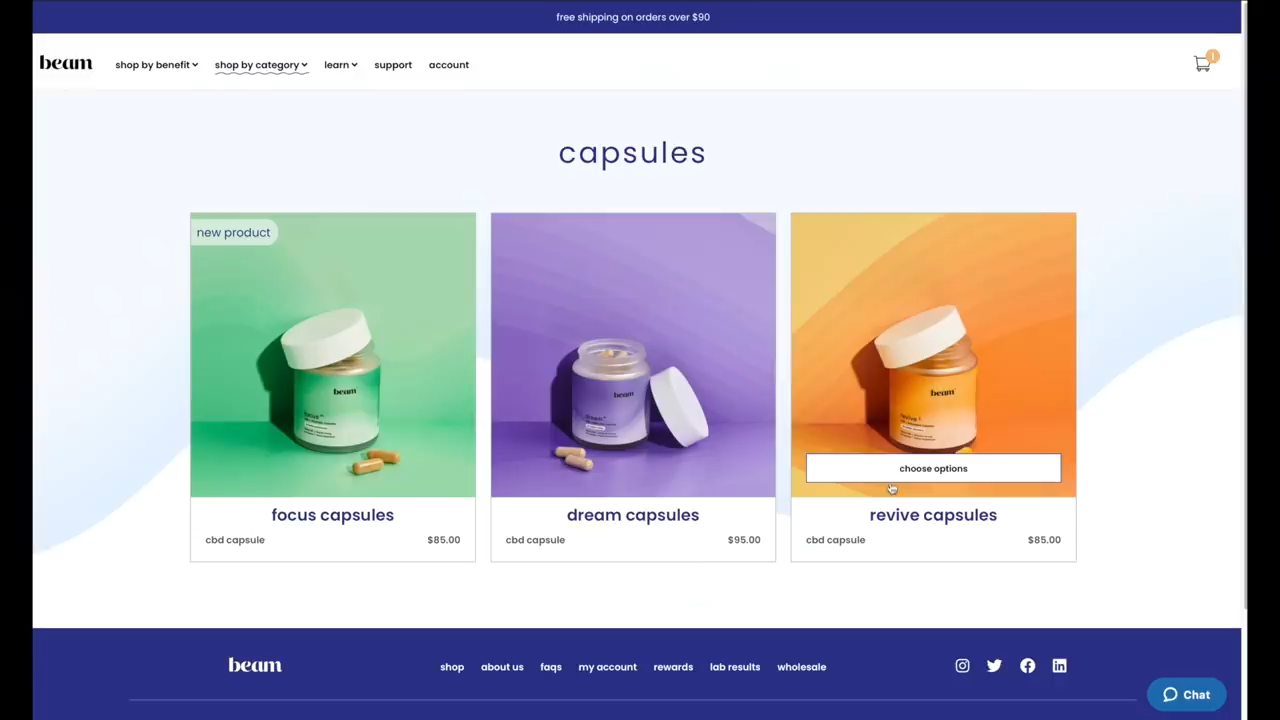 free shipping on orders over $90
beam
shop by benefit
shop by category
learn
support
account
1
capsules
new product
beam
beam
beam
choose options
focus capsules
cbd capsule
$85.00
dream capsules
cbd capsule
$95.00
revive capsules
cbd capsule
$85.00
beam
shop
about us
faqs
my account
rewards
lab results
wholesale
Chat